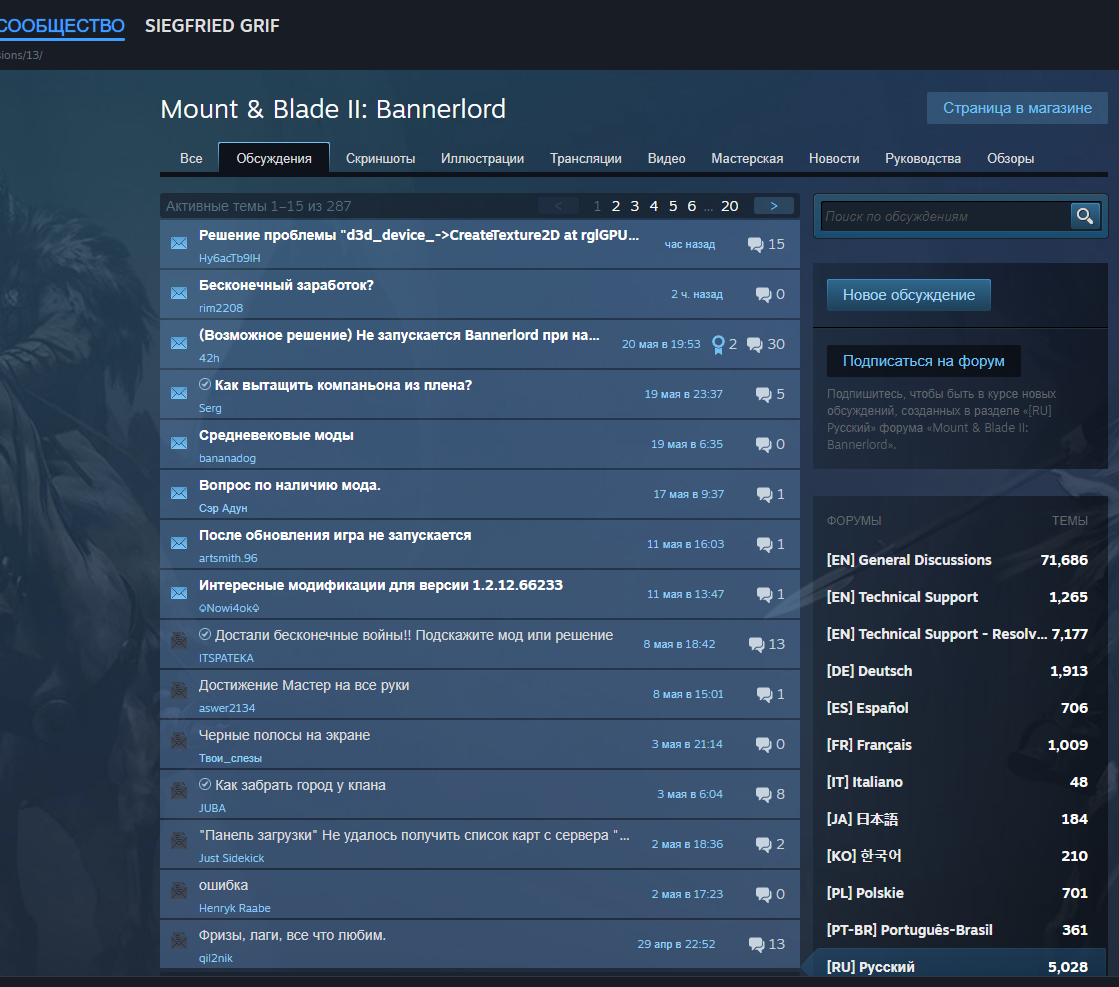 СООБЩЕСТВО SIEGFRIED GRIF
sions/13/
Mount & Blade II: Bannerlord
Страница в магазине
Все Обсуждения Скриншоты Иллюстрации Трансляции Видео Мастерская Новости Руководства Обзоры
Активные темы 1–15 из 287 < 1 2 3 4 5 6 ... 20 >
Решение проблемы "d3d_device_->CreateTexture2D at rglGPU... час назад 15
Ну6асТb9IH
Бесконечный заработок? 2 ч. назад 0
rim2208
(Возможное решение) Не запускается Bannerlord при на... 20 мая в 19:53 2 30
42h
Как вытащить компаньона из плена? 19 мая в 23:37 5
Serg
Средневековые моды 19 мая в 6:35 0
bananadog
Вопрос по наличию мода. 17 мая в 9:37 1
Сэр Адун
После обновления игра не запускается 11 мая в 16:03 1
artsmith.96
Интересные модификации для версии 1.2.12.66233 11 мая в 13:47 1
♤Nowi4ok♤
Достали бесконечные войны!! Подскажите мод или решение 8 мая в 18:42 13
ITSPATEKA
Достижение Мастер на все руки 8 мая в 15:01 1
aswer2134
Черные полосы на экране 3 мая в 21:14 0
Твои_слезы
Как забрать город у клана 3 мая в 6:04 8
JUBA
"Панель загрузки" Не удалось получить список карт с сервера "... 2 мая в 18:36 2
Just Sidekick
ошибка 2 мая в 17:23 0
Henryk Raabe
Фризы, лаги, все что любим. 29 апр в 22:52 13
qil2nik
Поиск по обсуждениям
Новое обсуждение
Подписаться на форум
Подпишитесь, чтобы быть в курсе новых
обсуждений, созданных в разделе «[RU]
Русский» форума «Mount & Blade II:
Bannerlord».
ФОРУМЫ ТЕМЫ
[EN] General Discussions 71,686
[EN] Technical Support 1,265
[EN] Technical Support - Resolv... 7,177
[DE] Deutsch 1,913
[ES] Español 706
[FR] Français 1,009
[IT] Italiano 48
[JA] 日本語 184
[KO] 한국어 210
[PL] Polskie 701
[PT-BR] Português-Brasil 361
[RU] Русский 5,028